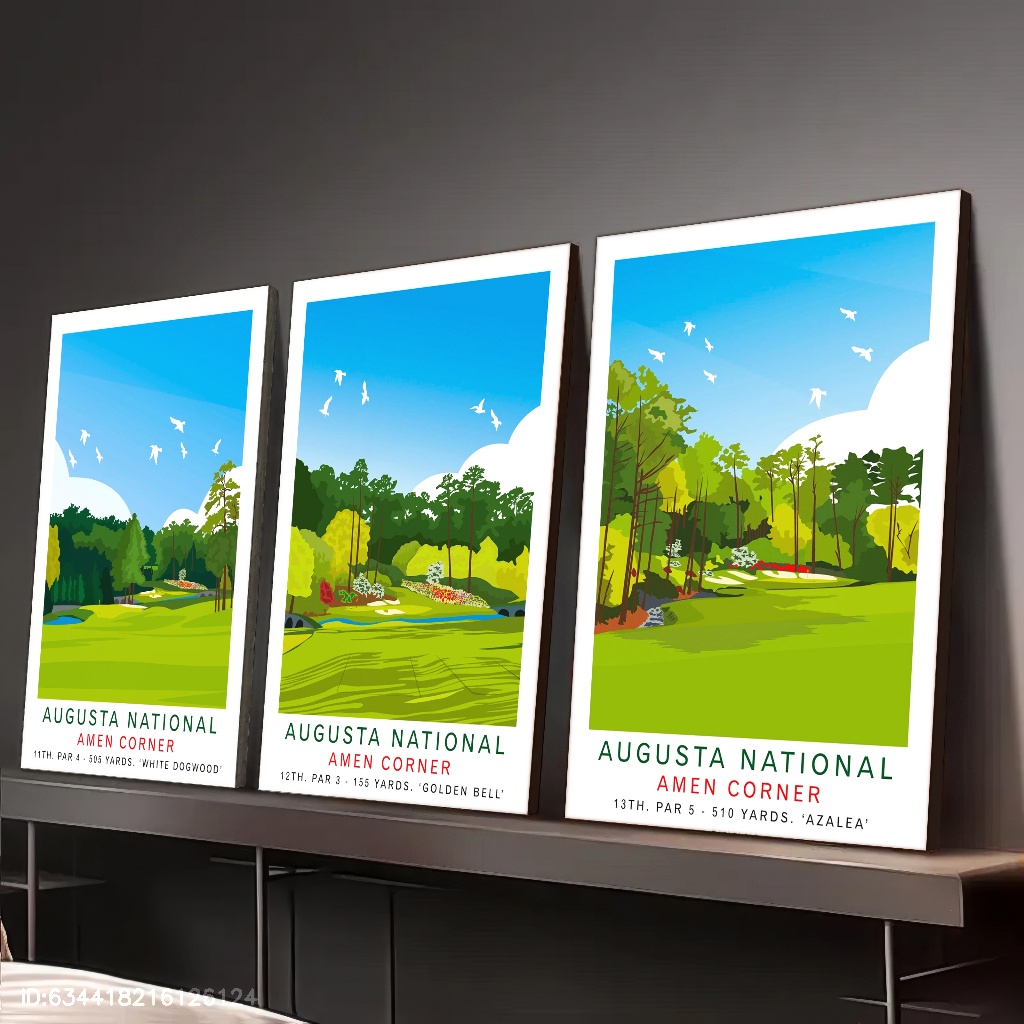 AUGUSTA NATIONAL
AMEN CORNER
11TH. PAR 4 - 505 YARDS. ‘WHITE DOGWOOD’
AUGUSTA NATIONAL
AMEN CORNER
12TH. PAR 3 - 155 YARDS. ‘GOLDEN BELL’
AUGUSTA NATIONAL
AMEN CORNER
13TH. PAR 5 - 510 YARDS. ‘AZALEA’
ID:634418216126124